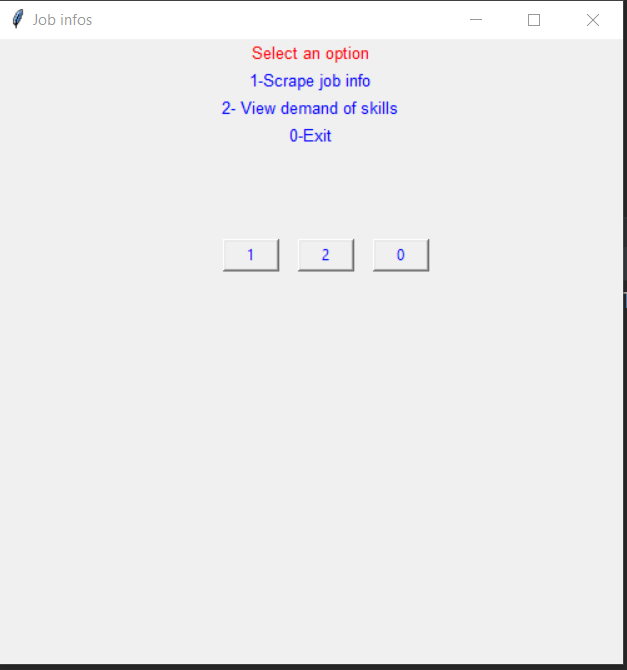 Job infos
Select an option
1-Scrape job info
2- View demand of skills
0-Exit
1 2 0